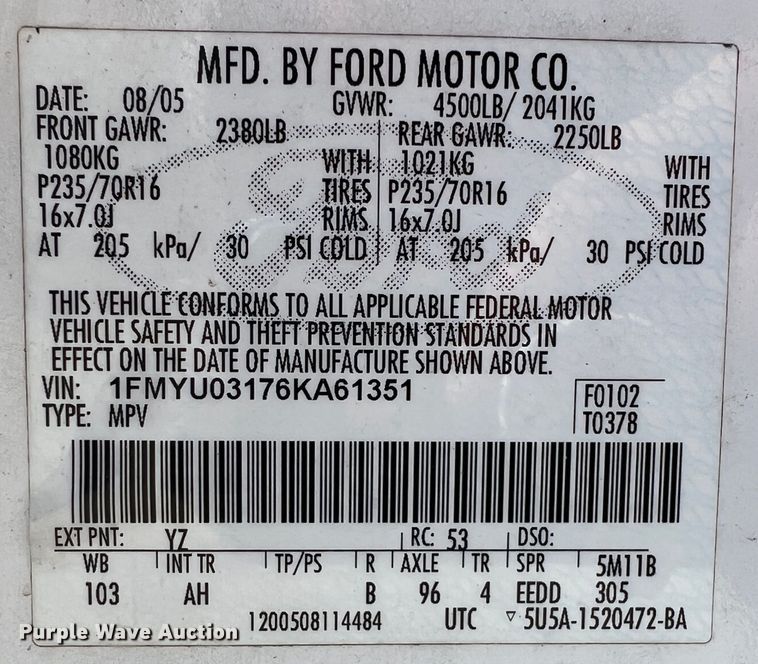 MFD. BY FORD MOTOR CO.
DATE: 08/05 GVWR: 4500LB/ 2041KG
FRONT GAWR: 2380LB REAR GAWR: 2250LB
1080KG WITH 1021KG WITH
P235/70R16 TIRES P235/70R16 TIRES
16x7.0J RIMS 16x7.0J RIMS
AT 205 kPa/ 30 PSI COLD AT 205 kPa/ 30 PSI COLD
Ford
THIS VEHICLE CONFORMS TO ALL APPLICABLE FEDERAL MOTOR
VEHICLE SAFETY AND THEFT PREVENTION STANDARDS IN
EFFECT ON THE DATE OF MANUFACTURE SHOWN ABOVE.
VIN: 1FMYU03176KA61351
TYPE: MPV
F0102
T0378
EXT PNT: YZ RC: 53 DSO:
WB INT TR TP/PS R AXLE TR SPR 5M11B
103 AH B 96 4 EEDD 305
1200508114484 UTC ▽ 5U5A-1520472-BA
Purple Wave Auction